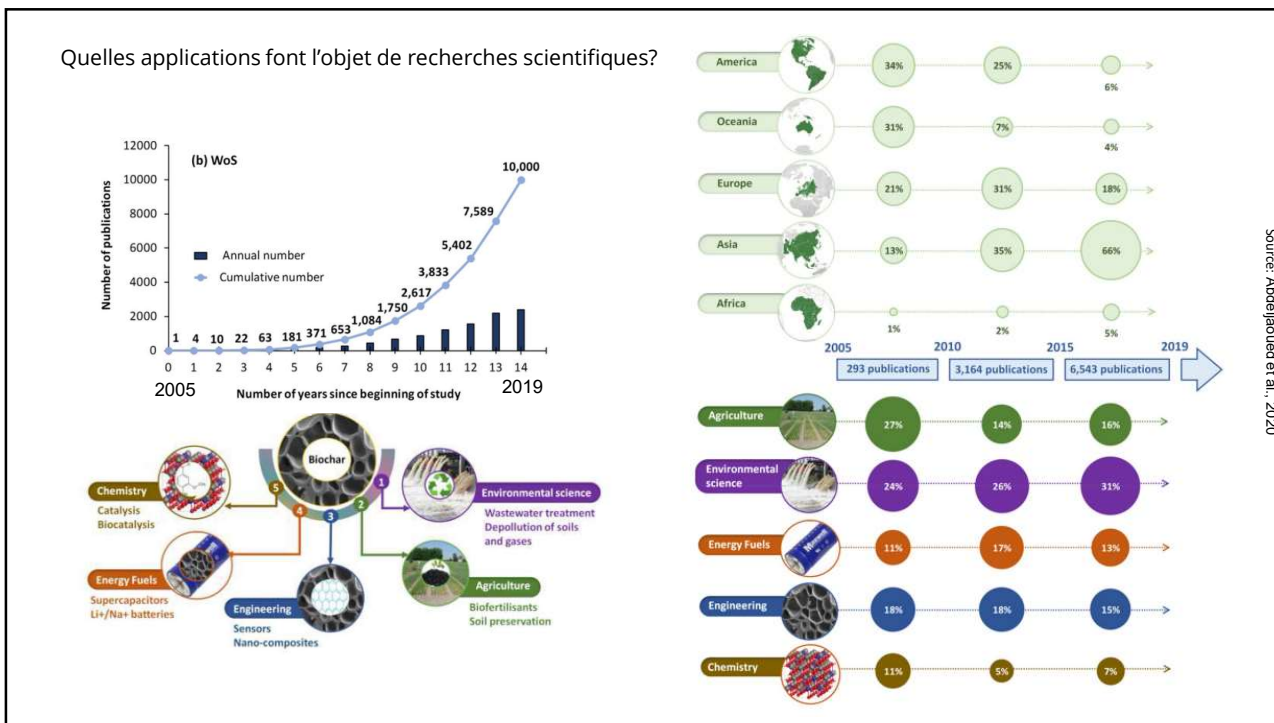 Quelles applications font l’objet de recherches scientifiques?
(b) WoS
Number of publications
12000
10000
8000
6000
4000
2000
0
Annual number
Cumulative number
1
4
10
22
63
181
371
653
1,084
1,750
2,617
3,833
5,402
7,589
10,000
0 1 2 3 4 5 6 7 8 9 10 11 12 13 14
2005
2019
Number of years since beginning of study
Biochar
1
2
3
4
5
Chemistry
Catalysis
Biocatalysis
Energy Fuels
Supercapacitors
Li+/Na+ batteries
Engineering
Sensors
Nano-composites
Agriculture
Biofertilisants
Soil preservation
Environmental science
Wastewater treatment
Depollution of soils
and gases
America
34% 25% 6%
Oceania
31% 7% 4%
Europe
21% 31% 18%
Asia
13% 35% 66%
Africa
1% 2% 5%
2005 2010 2015 2019
293 publications 3,164 publications 6,543 publications
Agriculture
27% 14% 16%
Environmental
science
24% 26% 31%
Energy Fuels
11% 17% 13%
Engineering
18% 18% 15%
Chemistry
11% 5% 7%
Source: Abdeljaoued et al., 2020